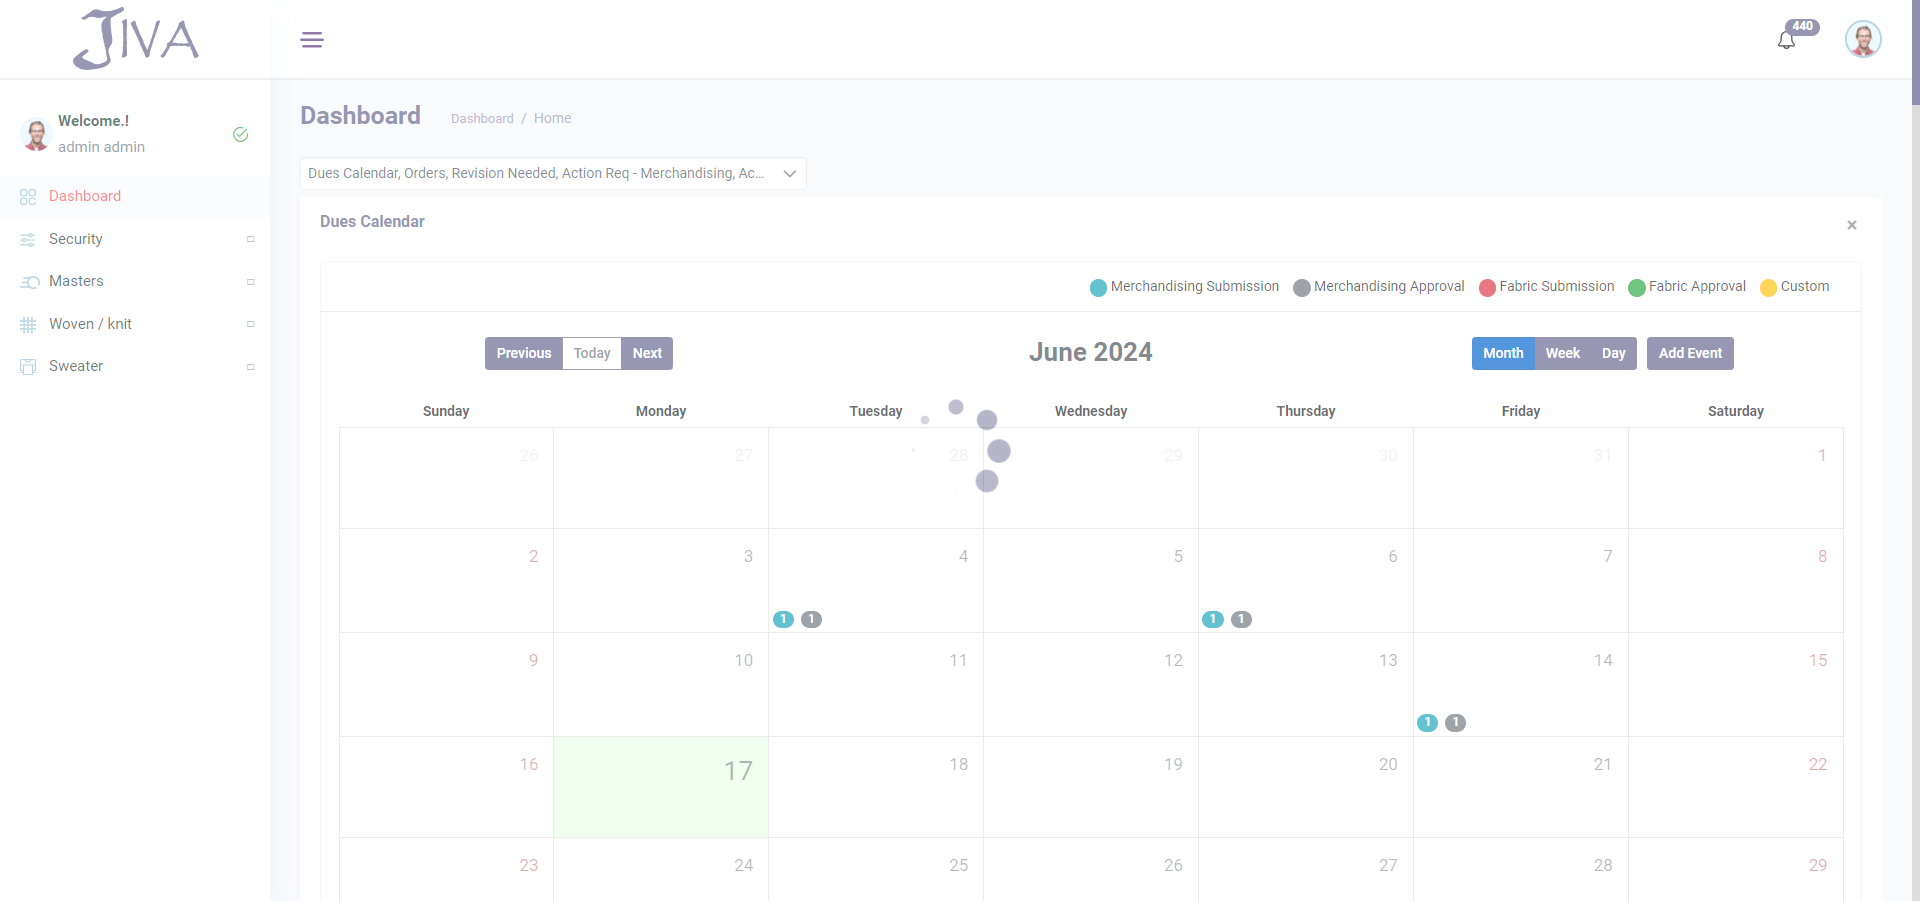 JIVA
440
Welcome.!
admin admin
Dashboard
Security
Masters
Woven / knit
Sweater
Dashboard
Dashboard / Home
Dues Calendar, Orders, Revision Needed, Action Req - Merchandising, Ac...
Dues Calendar
×
Merchandising Submission Merchandising Approval Fabric Submission Fabric Approval Custom
Previous Today Next
June 2024
Month Week Day Add Event
Sunday Monday Tuesday Wednesday Thursday Friday Saturday
26 27 28 29 30 31 1
2 3 4 5 6 7 8
1 1 1 1
9 10 11 12 13 14 15
1 1
16 17 18 19 20 21 22
23 24 25 26 27 28 29